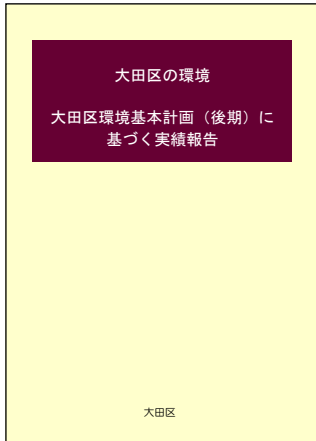 大田区の環境
大田区環境基本計画（後期）に
基づく実績報告
大田区